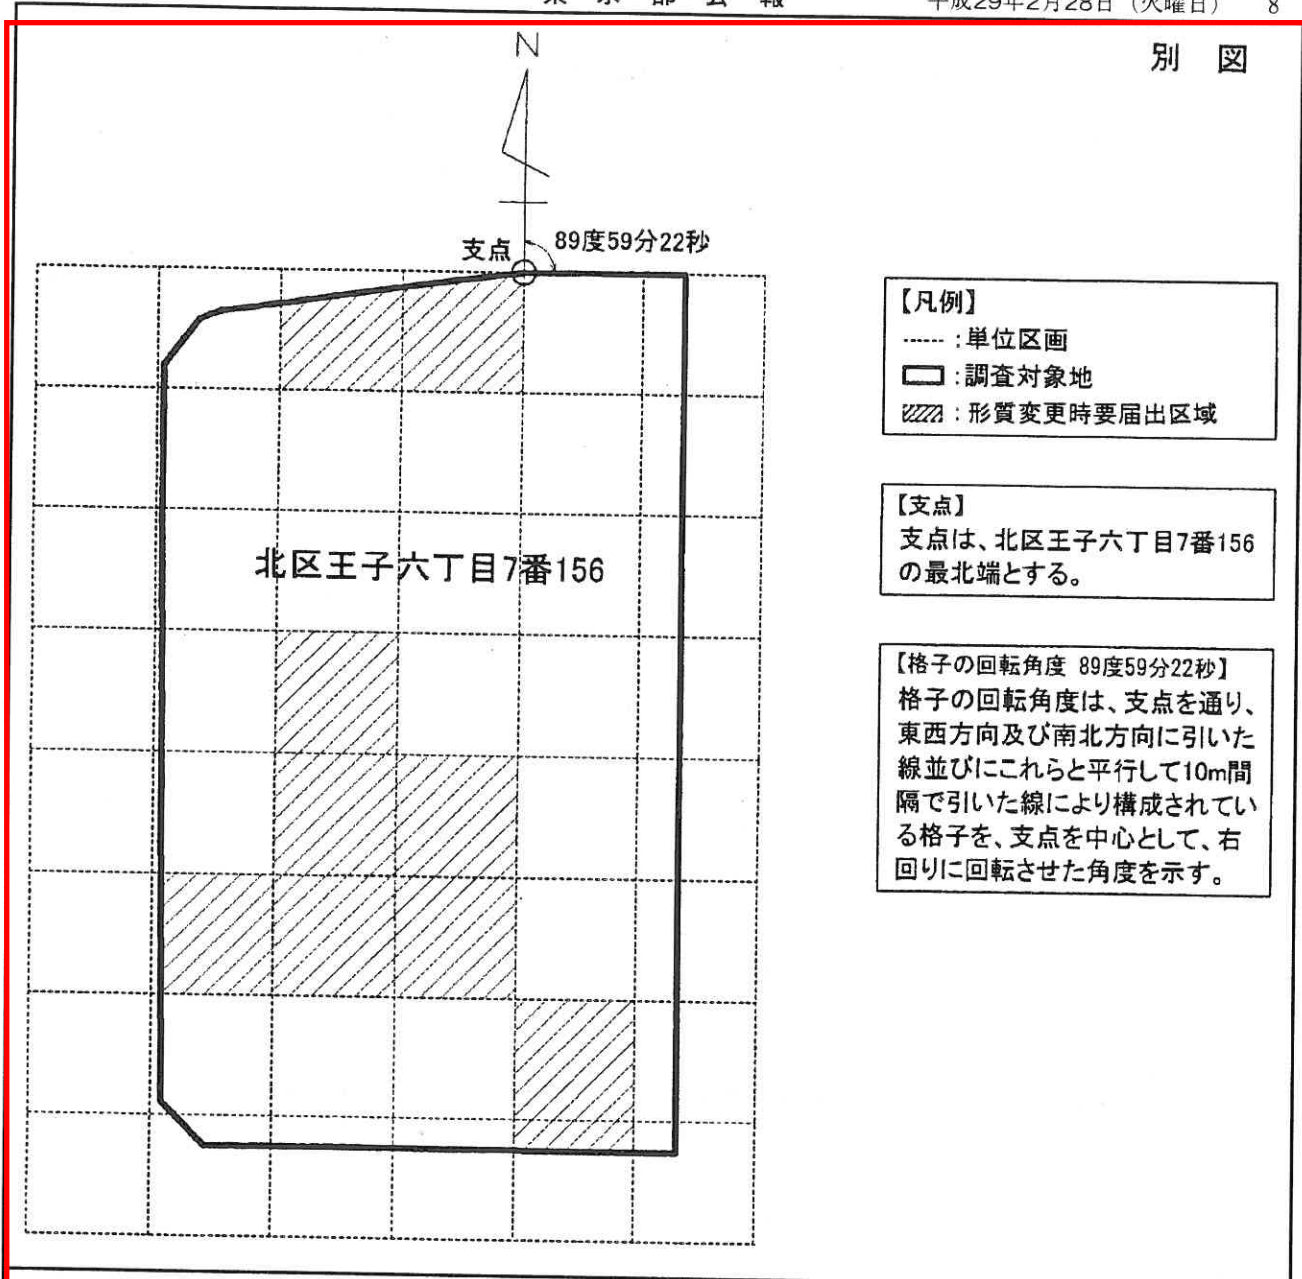 東京都公報
平成29年2月28日（火曜日） 8
別 図
N
支点
89度59分22秒
【凡例】
------ : 単位区画
: 調査対象地
: 形質変更時要届出区域
北区王子六丁目7番156
【支点】
支点は、北区王子六丁目7番156
の最北端とする。
【格子の回転角度 89度59分22秒】
格子の回転角度は、支点を通り、
東西方向及び南北方向に引いた
線並びにこれらと平行して10m間
隔で引いた線により構成されてい
る格子を、支点を中心として、右
回りに回転させた角度を示す。